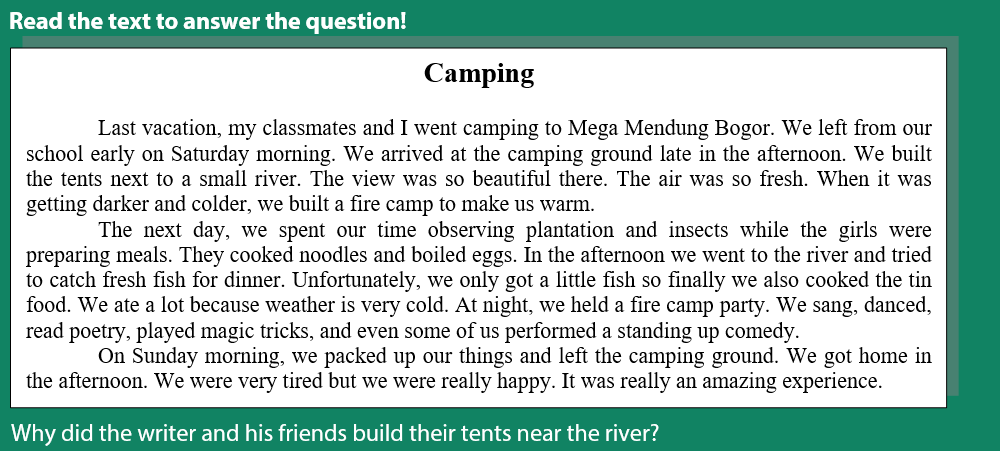 Read the text to answer the question!
Camping
Last vacation, my classmates and I went camping to Mega Mendung Bogor. We left from our
school early on Saturday morning. We arrived at the camping ground late in the afternoon. We built
the tents next to a small river. The view was so beautiful there. The air was so fresh. When it was
getting darker and colder, we built a fire camp to make us warm.
The next day, we spent our time observing plantation and insects while the girls were
preparing meals. They cooked noodles and boiled eggs. In the afternoon we went to the river and tried
to catch fresh fish for dinner. Unfortunately, we only got a little fish so finally we also cooked the tin
food. We ate a lot because weather is very cold. At night, we held a fire camp party. We sang, danced,
read poetry, played magic tricks, and even some of us performed a standing up comedy.
On Sunday morning, we packed up our things and left the camping ground. We got home in
the afternoon. We were very tired but we were really happy. It was really an amazing experience.
Why did the writer and his friends build their tents near the river?